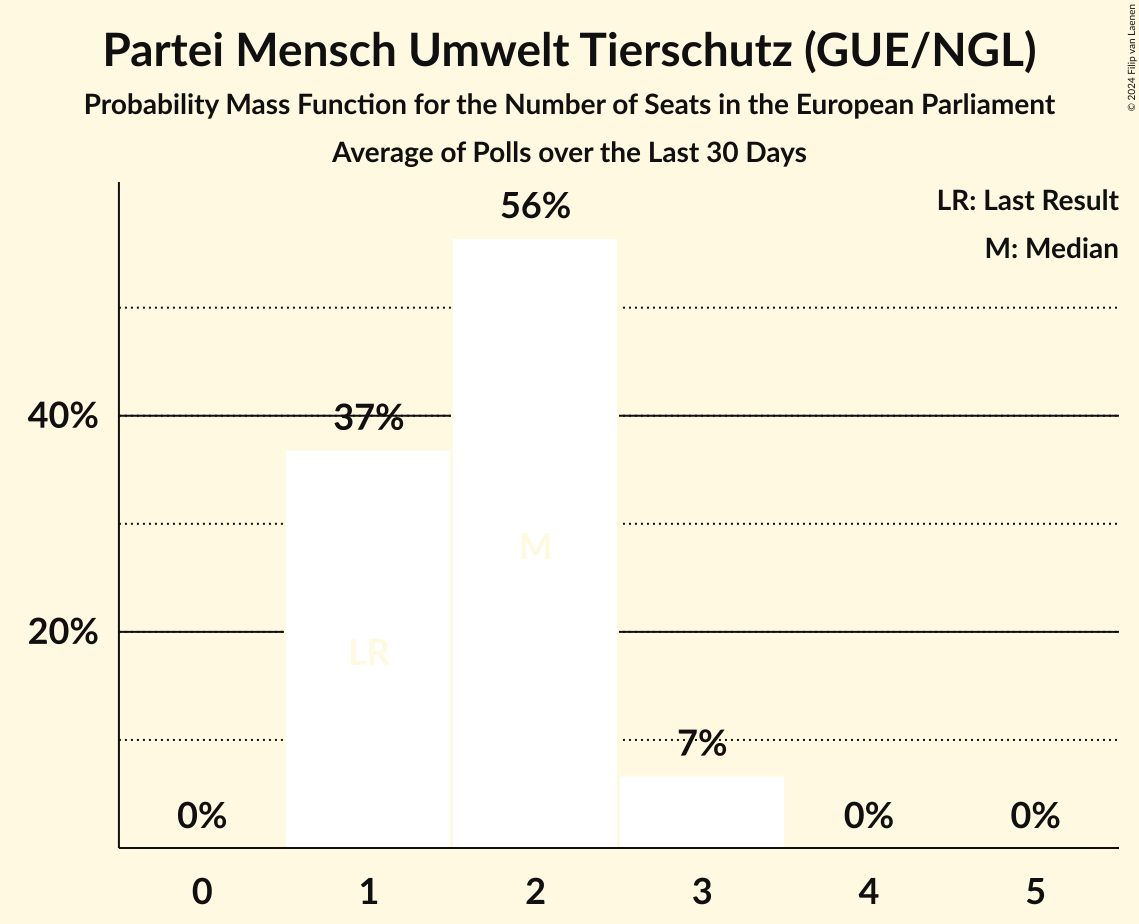 Partei Mensch Umwelt Tierschutz (GUE/NGL)
Probability Mass Function for the Number of Seats in the European Parliament
Average of Polls over the Last 30 Days
© 2024 Filip van Laenen
LR: Last Result
M: Median
56%
40%
37%
M
20%
LR
7%
0%
0%
0%
0 1 2 3 4 5